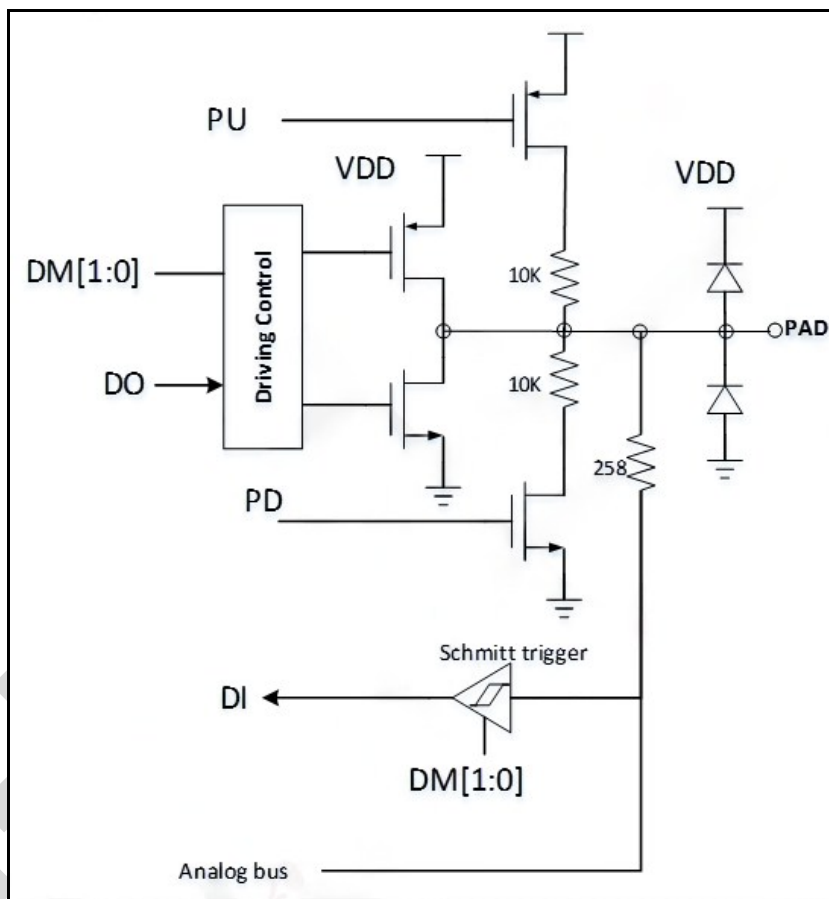 PU
VDD
VDD
DM[1:0]
Driving Control
10K
PAD
DO
10K
258
PD
Schmitt trigger
DI
DM[1:0]
Analog bus